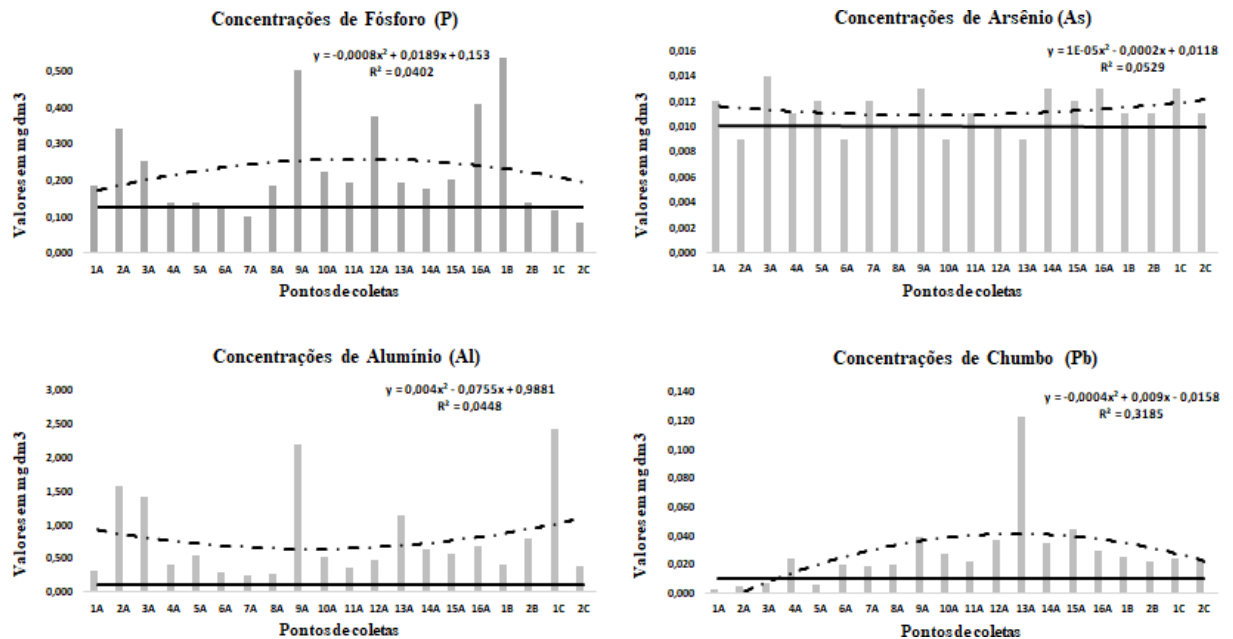 Concentrações de Fósforo (P)
y = -0,0008x² + 0,0189x + 0,153
R² = 0,0402
Valores em mg dm3
0,500
0,400
0,300
0,200
0,100
0,000
1A 2A 3A 4A 5A 6A 7A 8A 9A 10A 11A 12A 13A 14A 15A 16A 1B 2B 1C 2C
Pontos de coletas
Concentrações de Arsênio (As)
y = 1E-05x² - 0,0002x + 0,0118
R² = 0,0529
Valores em mg dm3
0,016
0,014
0,012
0,010
0,008
0,006
0,004
0,002
0,000
1A 2A 3A 4A 5A 6A 7A 8A 9A 10A 11A 12A 13A 14A 15A 16A 1B 2B 1C 2C
Pontos de coletas
Concentrações de Alumínio (Al)
y = 0,004x² - 0,0755x + 0,9881
R² = 0,0448
Valores em mg dm3
3,000
2,500
2,000
1,500
1,000
0,500
0,000
1A 2A 3A 4A 5A 6A 7A 8A 9A 10A 11A 12A 13A 14A 15A 16A 1B 2B 1C 2C
Pontos de coletas
Concentrações de Chumbo (Pb)
y = -0,0004x² + 0,009x - 0,0158
R² = 0,3185
Valores em mg dm3
0,140
0,120
0,100
0,080
0,060
0,040
0,020
0,000
1A 2A 3A 4A 5A 6A 7A 8A 9A 10A 11A 12A 13A 14A 15A 16A 1B 2B 1C 2C
Pontos de coletas